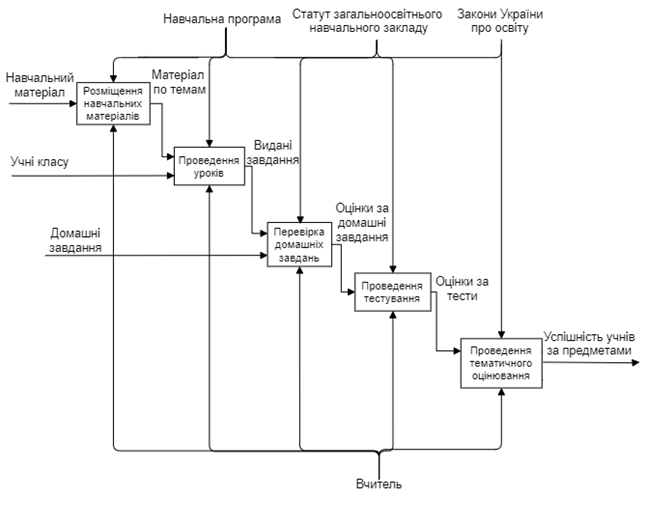 Навчальна програма
Статут загальноосвітнього
навчального закладу
Закони України
про освіту
Навчальний
матеріал
Розміщення
навчальних
матеріалів
Матеріал
по темам
Учні класу
Проведення
уроків
Видані
завдання
Домашні
завдання
Перевірка
домашніх
завдань
Оцінки за
домашні
завдання
Проведення
тестування
Оцінки за
тести
Проведення
тематичного
оцінювання
Успішність учнів
за предметами
Вчитель